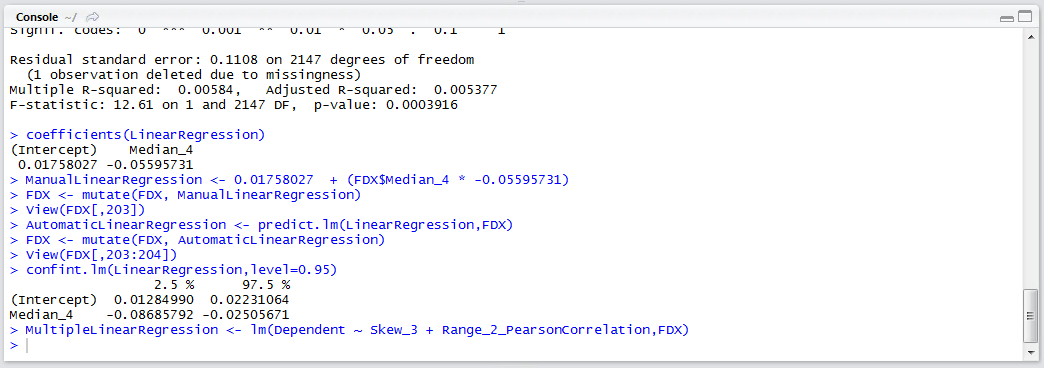 Console ~/
Signif. codes:  0 *** 0.001 ** 0.01 * 0.05 . 0.1   1
Residual standard error: 0.1108 on 2147 degrees of freedom
  (1 observation deleted due to missingness)
Multiple R-squared:  0.00584,   Adjusted R-squared:  0.005377
F-statistic: 12.61 on 1 and 2147 DF,  p-value: 0.0003916
> coefficients(LinearRegression)
(Intercept)    Median_4
 0.01758027 -0.05595731
> ManualLinearRegression <- 0.01758027  + (FDX$Median_4 * -0.05595731)
> FDX <- mutate(FDX, ManualLinearRegression)
> View(FDX[,203])
> AutomaticLinearRegression <- predict.lm(LinearRegression,FDX)
> FDX <- mutate(FDX, AutomaticLinearRegression)
> View(FDX[,203:204])
> confint.lm(LinearRegression,level=0.95)
                  2.5 %      97.5 %
(Intercept)  0.01284990  0.02231064
Median_4    -0.08685792 -0.02505671
> MultipleLinearRegression <- lm(Dependent ~ Skew_3 + Range_2_PearsonCorrelation,FDX)
>